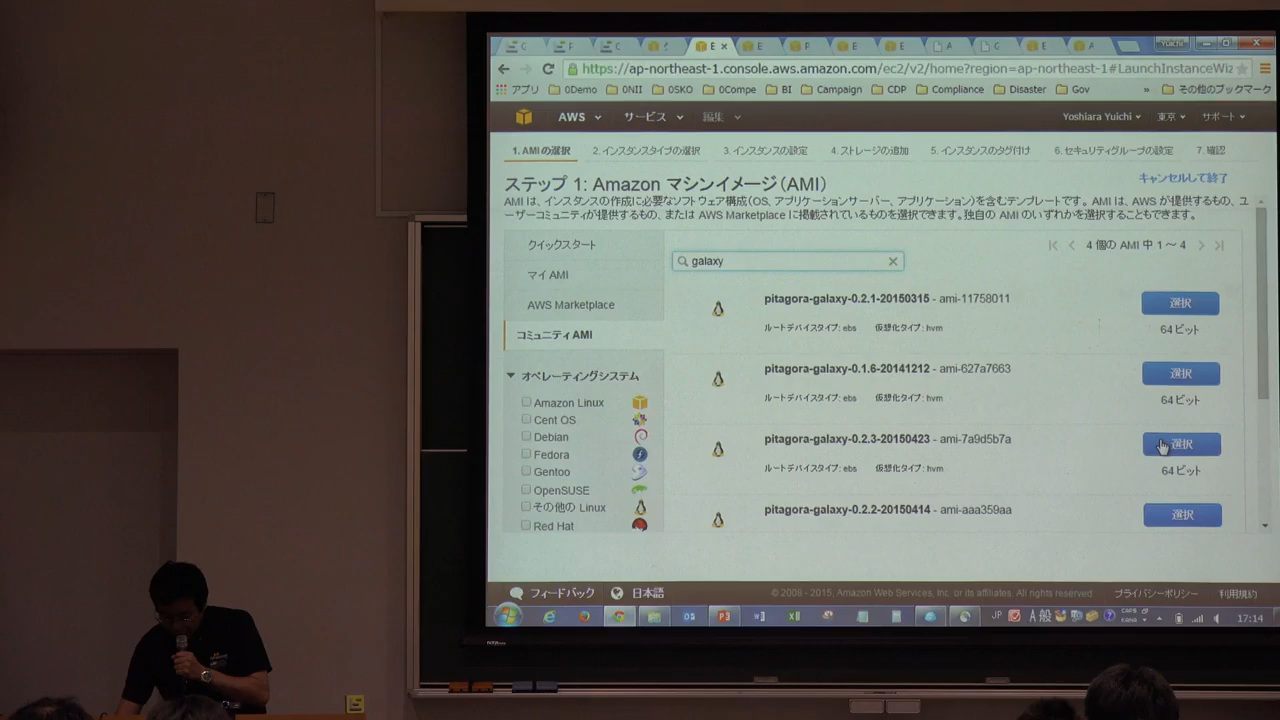 Yuichi
https://ap-northeast-1.console.aws.amazon.com/ec2/v2/home?region=ap-northeast-1#LaunchInstanceWiz
アプリ 0Demo 0NII 0SKO 0Compe BI Campaign CDP Compliance Disaster Gov » その他のブックマーク
AWS サービス 編集 Yoshiara Yuichi 東京 サポート
1. AMI の選択 2. インスタンスタイプの選択 3. インスタンスの設定 4. ストレージの追加 5. インスタンスのタグ付け 6. セキュリティグループの設定 7. 確認
ステップ 1: Amazon マシンイメージ(AMI)
キャンセルして終了
AMI は、インスタンスの作成に必要なソフトウェア構成(OS、アプリケーションサーバー、アプリケーション)を含むテンプレートです。 AMI は、AWS が提供するもの、ユ
ーザーコミュニティが提供するもの、または AWS Marketplace に掲載されているものを選択できます。独自の AMI のいずれかを選択することもできます。
クイックスタート
マイ AMI
AWS Marketplace
コミュニティ AMI
オペレーティングシステム
Amazon Linux
Cent OS
Debian
Fedora
Gentoo
OpenSUSE
その他の Linux
Red Hat
galaxy
4 個の AMI 中 1 ~ 4
pitagora-galaxy-0.2.1-20150315 - ami-11758011
選択
ルートデバイスタイプ: ebs 仮想化タイプ: hvm
64 ビット
pitagora-galaxy-0.1.6-20141212 - ami-627a7663
選択
ルートデバイスタイプ: ebs 仮想化タイプ: hvm
64 ビット
pitagora-galaxy-0.2.3-20150423 - ami-7a9d5b7a
選択
ルートデバイスタイプ: ebs 仮想化タイプ: hvm
64 ビット
pitagora-galaxy-0.2.2-20150414 - ami-aaa359aa
選択
フィードバック 日本語 © 2008 - 2015, Amazon Web Services, Inc. or its affiliates. All rights reserved. プライバシーポリシー 利用規約
JP A 般 CAPS KANA 17:14